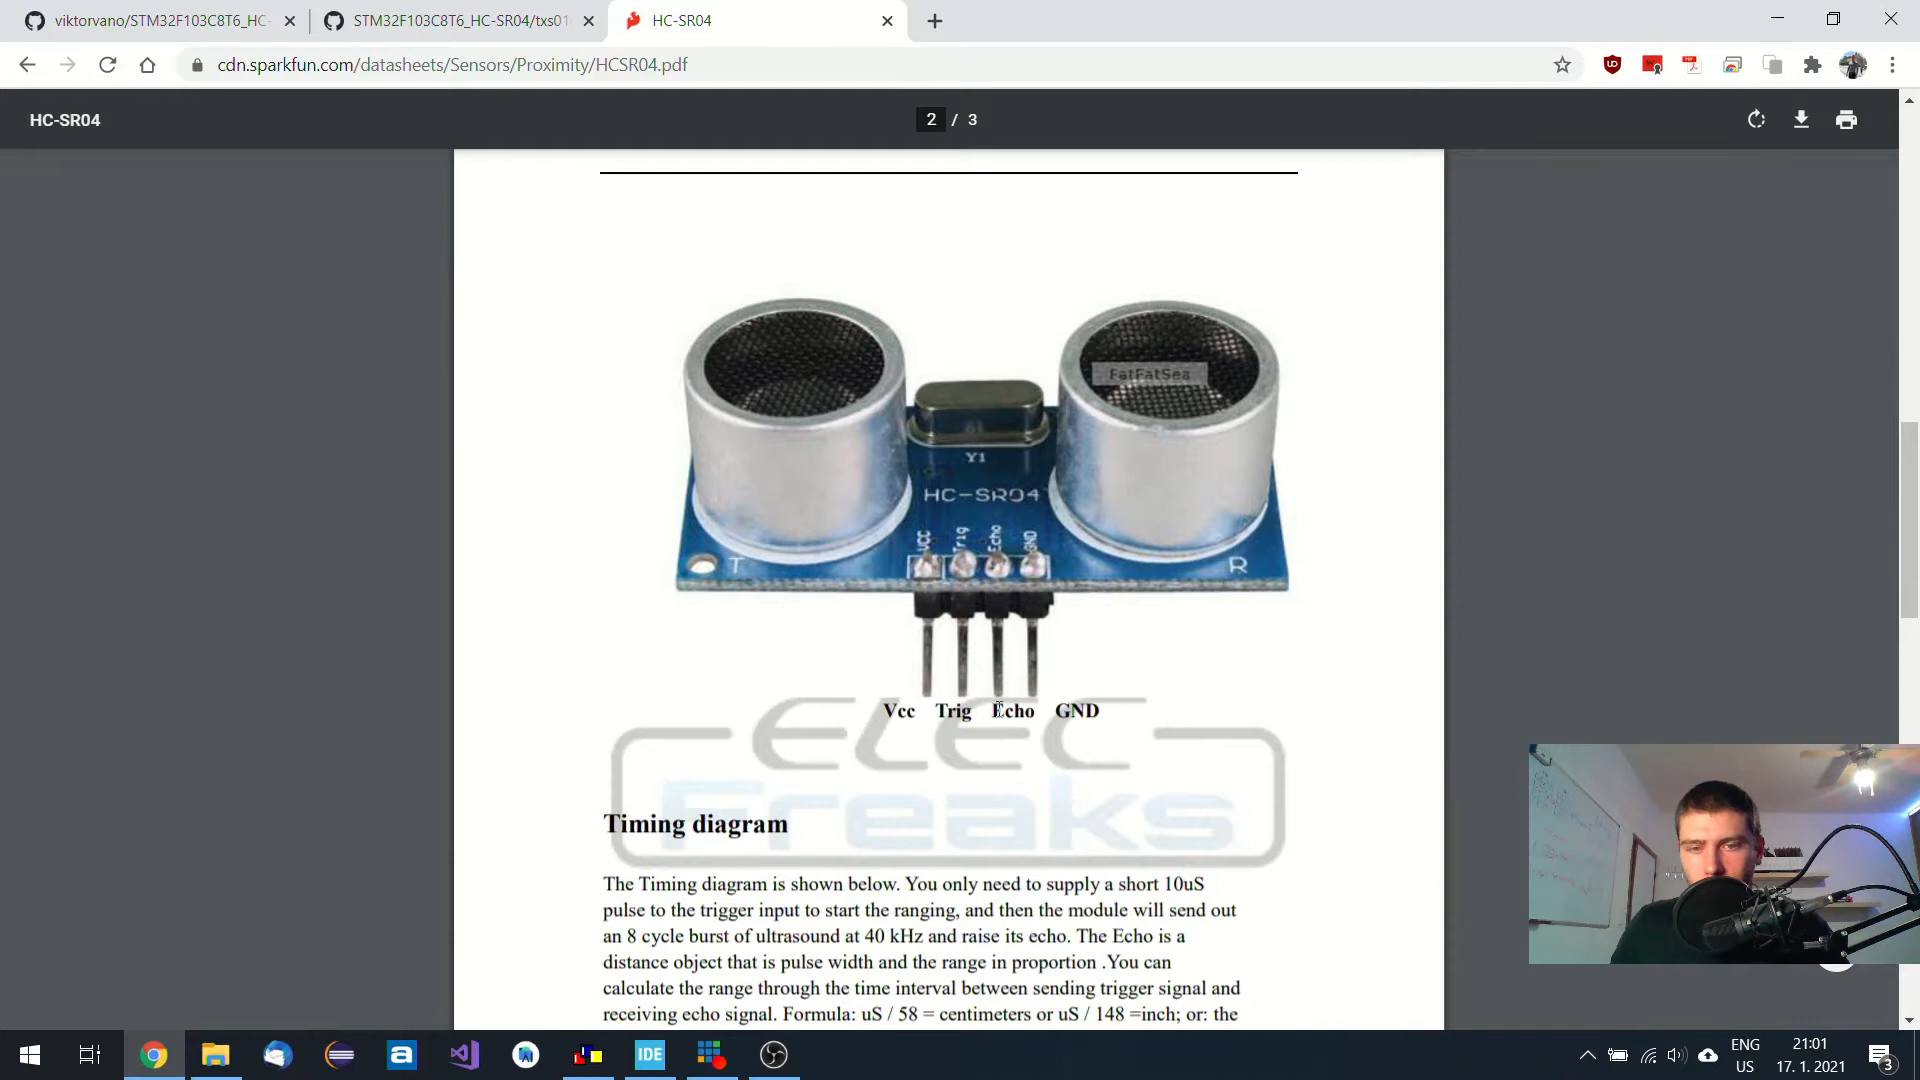 viktorvano/STM32F103C8T6_HC-
STM32F103C8T6_HC-SR04/txs01
HC-SR04
cdn.sparkfun.com/datasheets/Sensors/Proximity/HCSR04.pdf
HC-SR04
2 / 3
FatFatSea
Y1
HC-SR04
VCC Trig Echo GND
T R
Vcc Trig Echo GND
ELEC
Freaks
Timing diagram
The Timing diagram is shown below. You only need to supply a short 10uS
pulse to the trigger input to start the ranging, and then the module will send out
an 8 cycle burst of ultrasound at 40 kHz and raise its echo. The Echo is a
distance object that is pulse width and the range in proportion .You can
calculate the range through the time interval between sending trigger signal and
receiving echo signal. Formula: uS / 58 = centimeters or uS / 148 =inch; or: the
IDE
ENG
US
21:01
17. 1. 2021
3